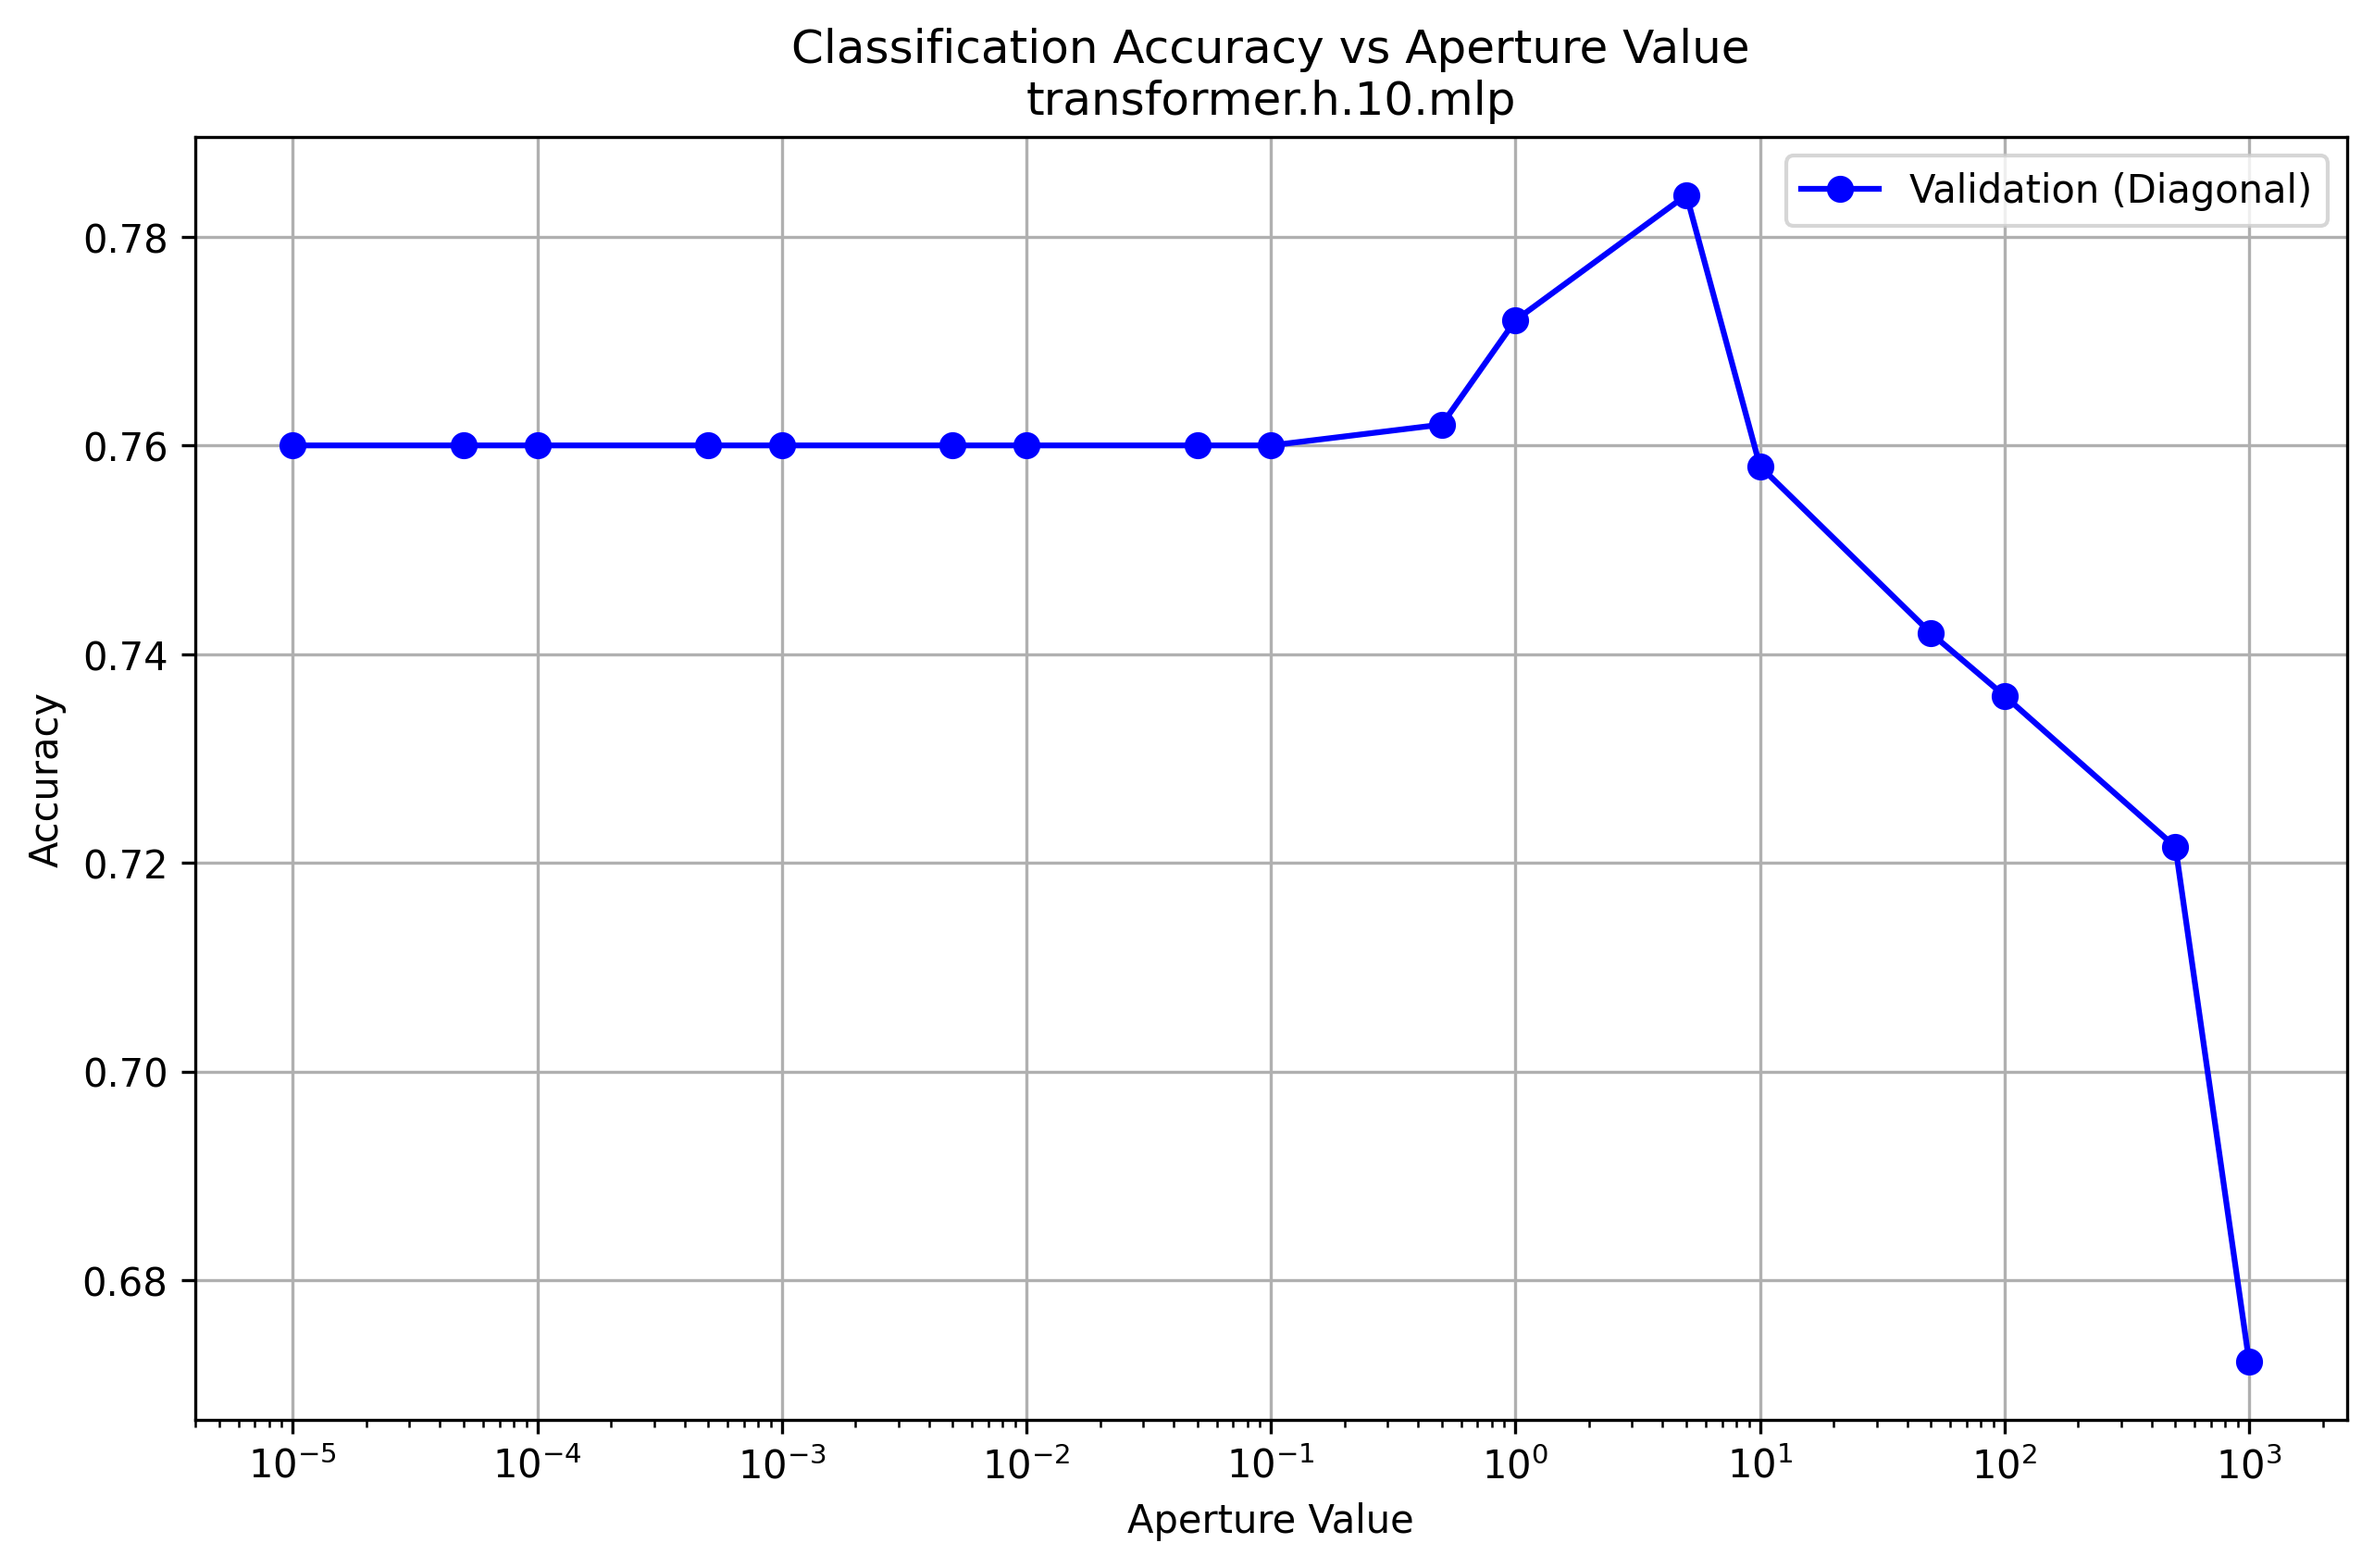 Classification Accuracy vs Aperture Value
transformer.h.10.mlp
Validation (Diagonal)
0.78
0.76
0.74
0.72
0.70
0.68
Accuracy
10⁻⁵ 10⁻⁴ 10⁻³ 10⁻² 10⁻¹ 10⁰ 10¹ 10² 10³
Aperture Value